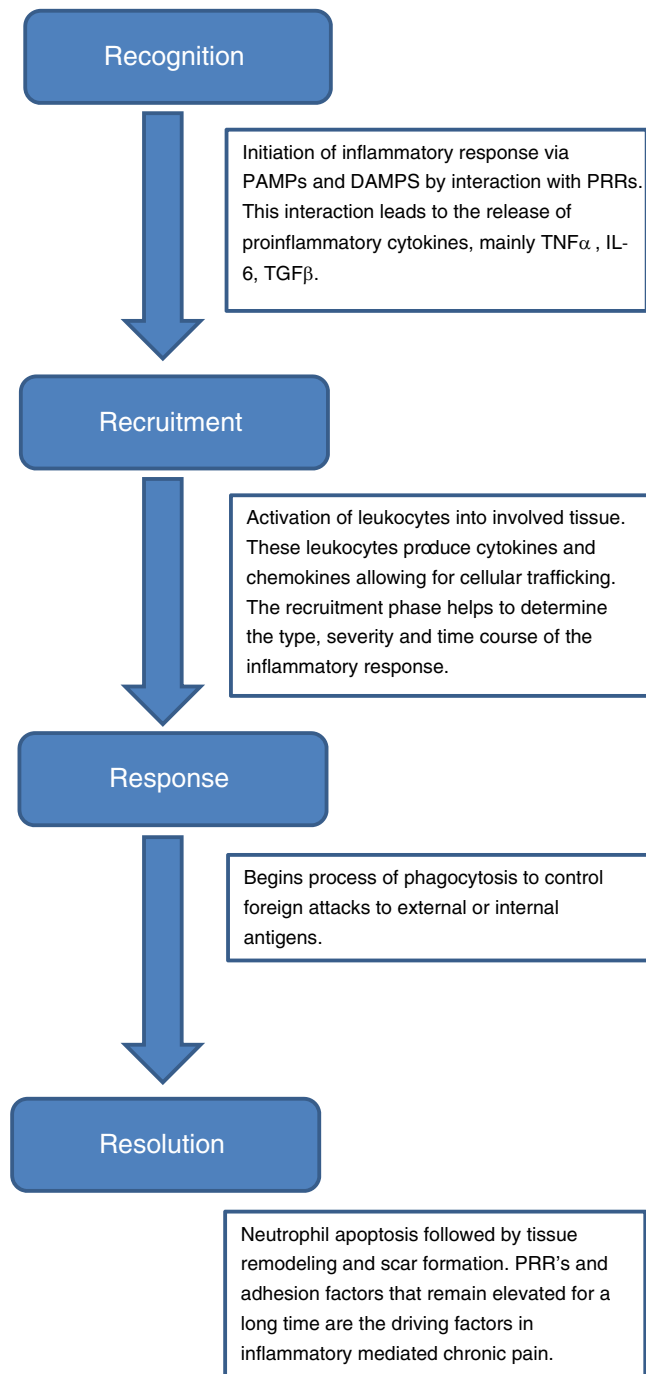 Recognition
Initiation of inflammatory response via
PAMPs and DAMPS by interaction with PRRs.
This interaction leads to the release of
proinflammatory cytokines, mainly TNFα , IL-
6, TGFβ.
Recruitment
Activation of leukocytes into involved tissue.
These leukocytes produce cytokines and
chemokines allowing for cellular trafficking.
The recruitment phase helps to determine
the type, severity and time course of the
inflammatory response.
Response
Begins process of phagocytosis to control
foreign attacks to external or internal
antigens.
Resolution
Neutrophil apoptosis followed by tissue
remodeling and scar formation. PRR’s and
adhesion factors that remain elevated for a
long time are the driving factors in
inflammatory mediated chronic pain.